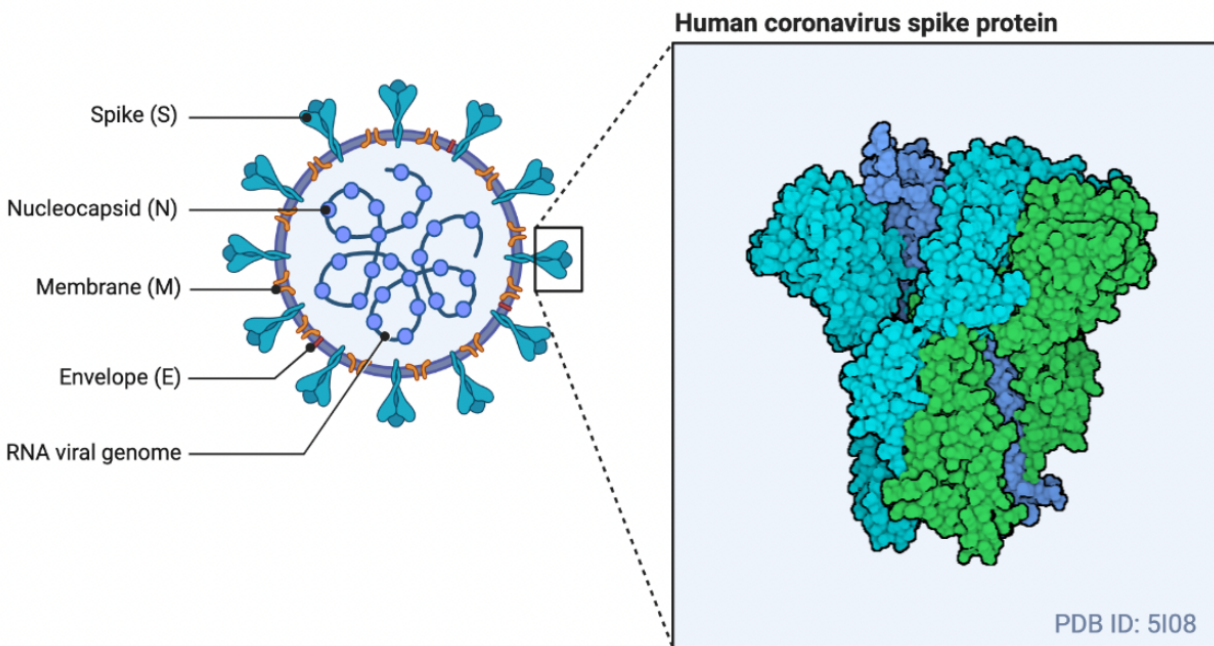 Human coronavirus spike protein
Spike (S)
Nucleocapsid (N)
Membrane (M)
Envelope (E)
RNA viral genome
PDB ID: 5I08